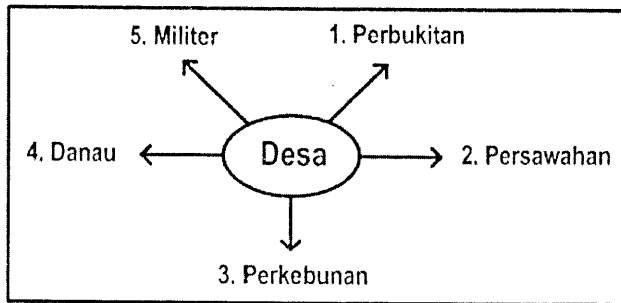 5. Militer
1. Perbukitan
4. Danau
Desa
2. Persawahan
3. Perkebunan